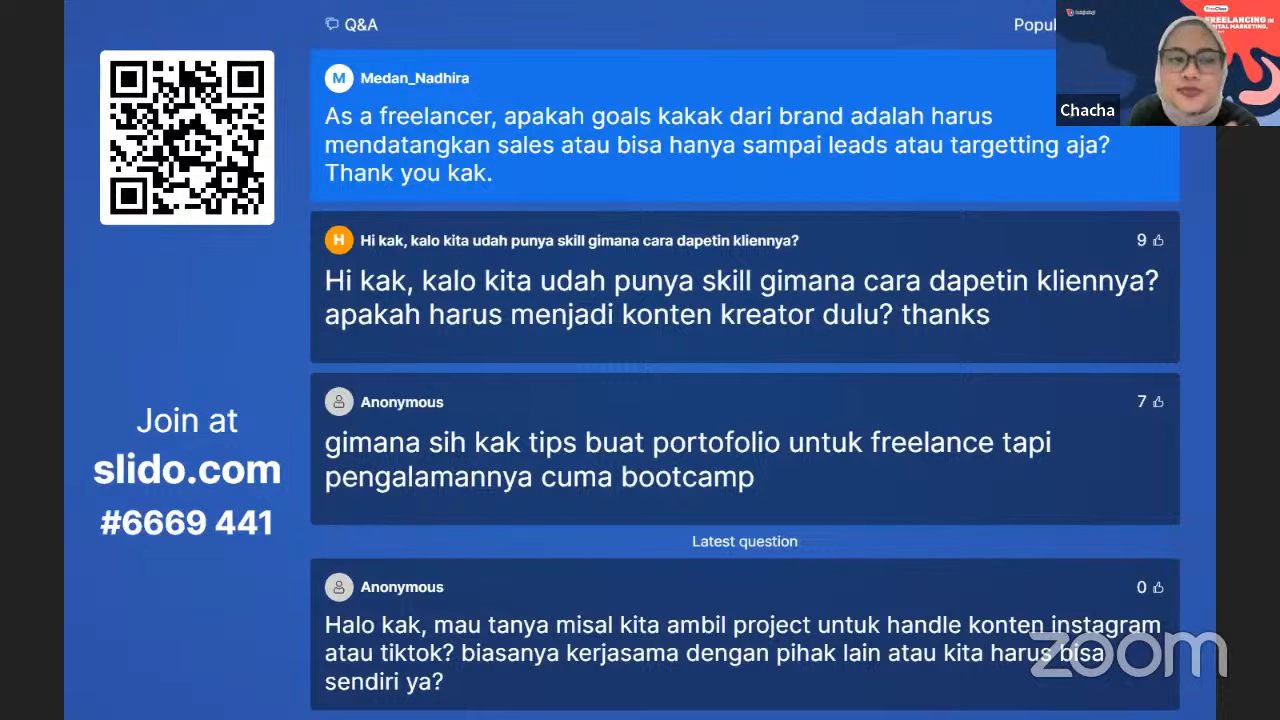 Q&A
Popul
M
Medan_Nadhira
As a freelancer, apakah goals kakak dari brand adalah harus
mendatangkan sales atau bisa hanya sampai leads atau targetting aja?
Thank you kak.
H
Hi kak, kalo kita udah punya skill gimana cara dapetin kliennya?
9
Hi kak, kalo kita udah punya skill gimana cara dapetin kliennya?
apakah harus menjadi konten kreator dulu? thanks
Anonymous
7
gimana sih kak tips buat portofolio untuk freelance tapi
pengalamannya cuma bootcamp
Latest question
Anonymous
0
Halo kak, mau tanya misal kita ambil project untuk handle konten instagram
atau tiktok? biasanya kerjasama dengan pihak lain atau kita harus bisa
sendiri ya?
Join at
slido.com
#6669 441
FREELANCING IN
Chacha
zoom